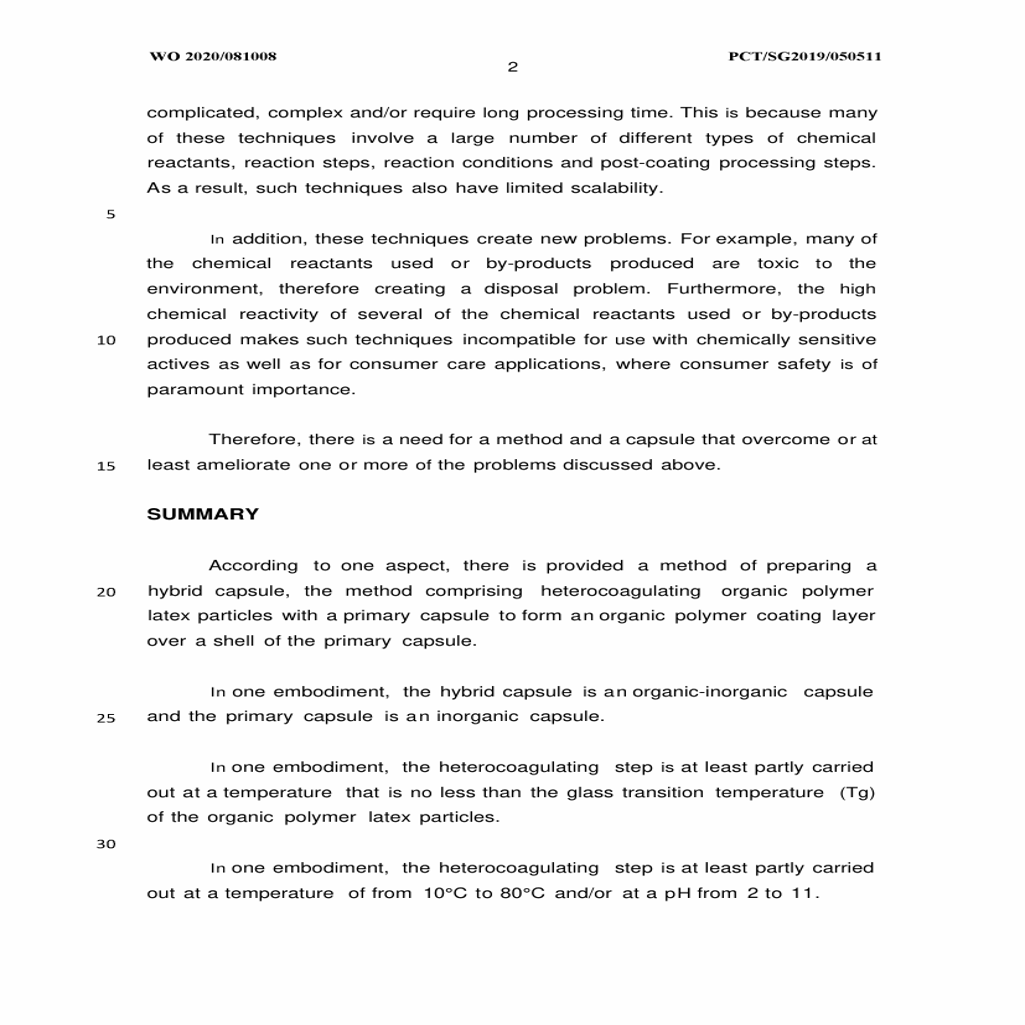 WO 2020/081008
PCT/SG2019/050511
2
complicated, complex and/or require long processing time. This is because many
of these techniques involve a large number of different types of chemical
reactants, reaction steps, reaction conditions and post-coating processing steps.
As a result, such techniques also have limited scalability.
5
In addition, these techniques create new problems. For example, many of
the chemical reactants used or by-products produced are toxic to the
environment, therefore creating a disposal problem. Furthermore, the high
chemical reactivity of several of the chemical reactants used or by-products
10 produced makes such techniques incompatible for use with chemically sensitive
actives as well as for consumer care applications, where consumer safety is of
paramount importance.
Therefore, there is a need for a method and a capsule that overcome or at
15 least ameliorate one or more of the problems discussed above.
SUMMARY
According to one aspect, there is provided a method of preparing a
20 hybrid capsule, the method comprising heterocoagulating organic polymer
latex particles with a primary capsule to form an organic polymer coating layer
over a shell of the primary capsule.
In one embodiment, the hybrid capsule is an organic-inorganic capsule
25 and the primary capsule is an inorganic capsule.
In one embodiment, the heterocoagulating step is at least partly carried
out at a temperature that is no less than the glass transition temperature (Tg)
of the organic polymer latex particles.
30
In one embodiment, the heterocoagulating step is at least partly carried
out at a temperature of from 10°C to 80°C and/or at a pH from 2 to 11.